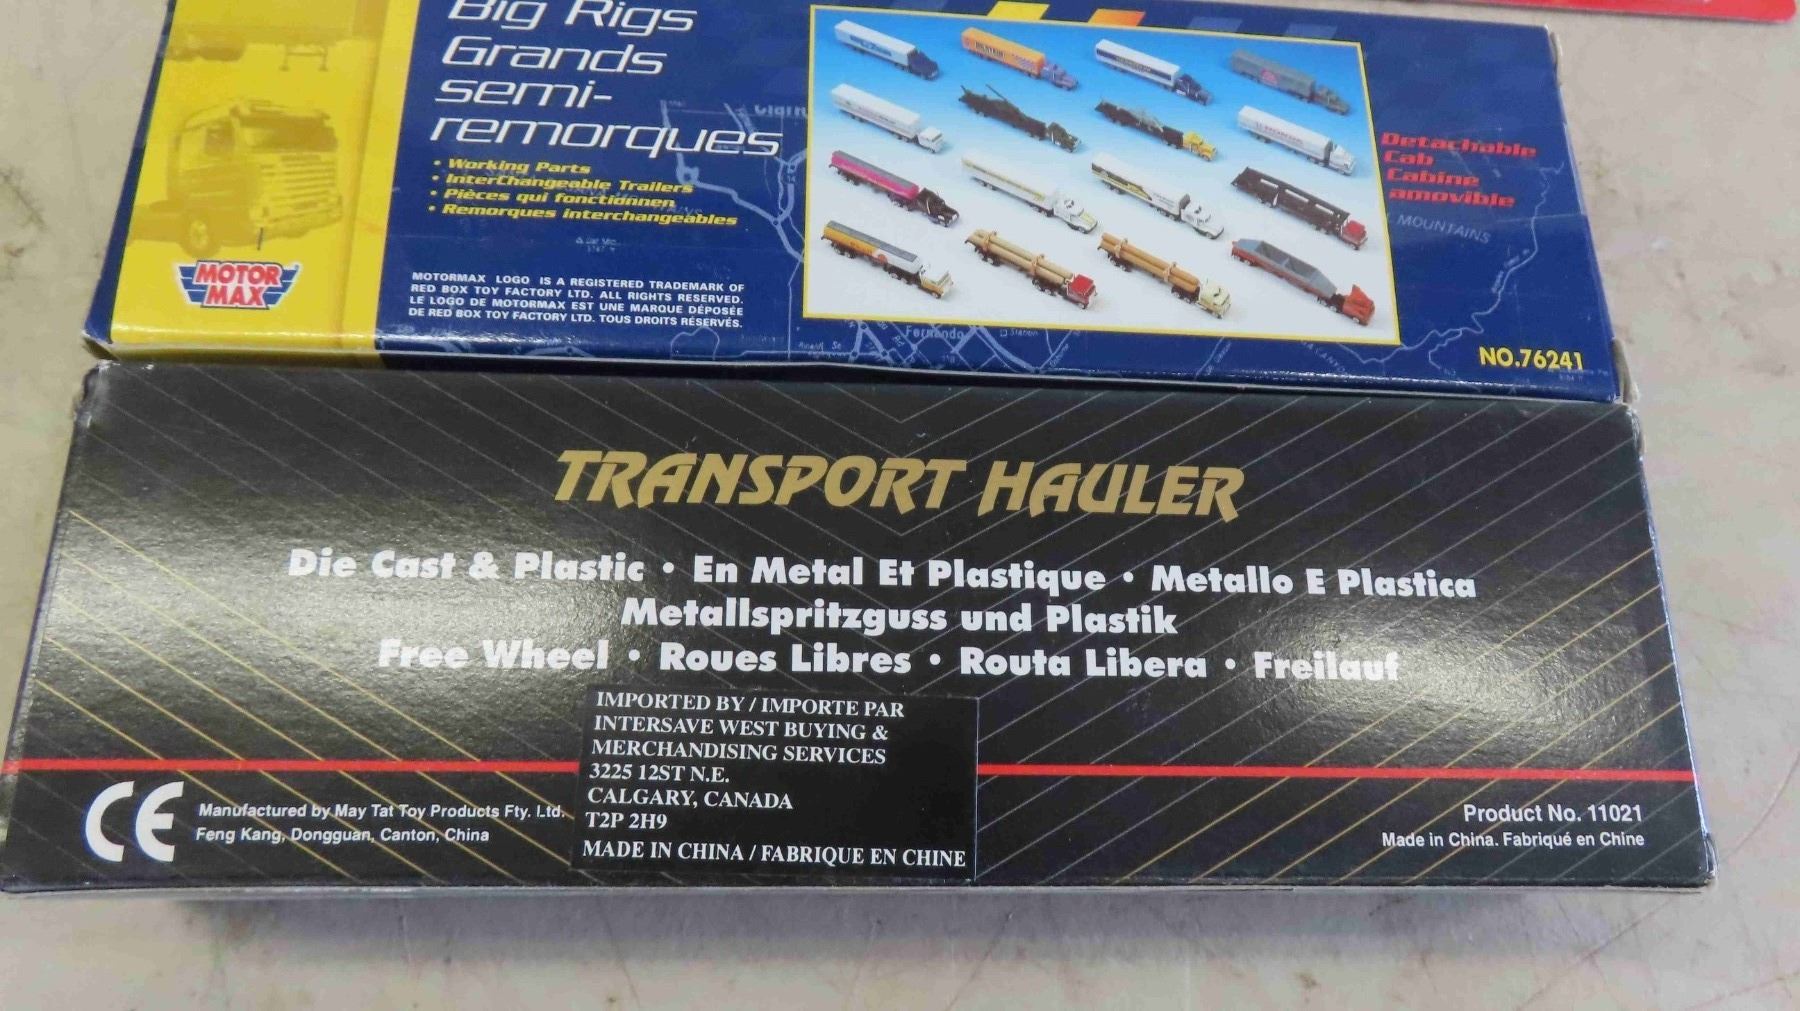 Big Rigs
Grands
semi-
remorques
• Working Parts
• Interchangeable Trailers
• Pièces qui fonctionnen
• Remorques interchangeables
MOTOR
MAX
MOTORMAX LOGO IS A REGISTERED TRADEMARK OF
RED BOX TOY FACTORY LTD. ALL RIGHTS RESERVED.
LE LOGO DE MOTORMAX EST UNE MARQUE DÉPOSÉE
DE RED BOX TOY FACTORY LTD. TOUS DROITS RÉSERVÉS.
Detachable
Cab
Cabine
amovible
MOUNTAINS
Fernando
Station
NO.76241
TRANSPORT HAULER
Die Cast & Plastic • En Metal Et Plastique • Metallo E Plastica
Metallspritzguss und Plastik
Free Wheel • Roues Libres • Routa Libera • Freilauf
IMPORTED BY / IMPORTE PAR
INTERSAVE WEST BUYING &
MERCHANDISING SERVICES
3225 12ST N.E.
CALGARY, CANADA
T2P 2H9
MADE IN CHINA / FABRIQUE EN CHINE
CE
Manufactured by May Tat Toy Products Fty. Ltd.
Feng Kang, Dongguan, Canton, China
Product No. 11021
Made in China. Fabriqué en Chine